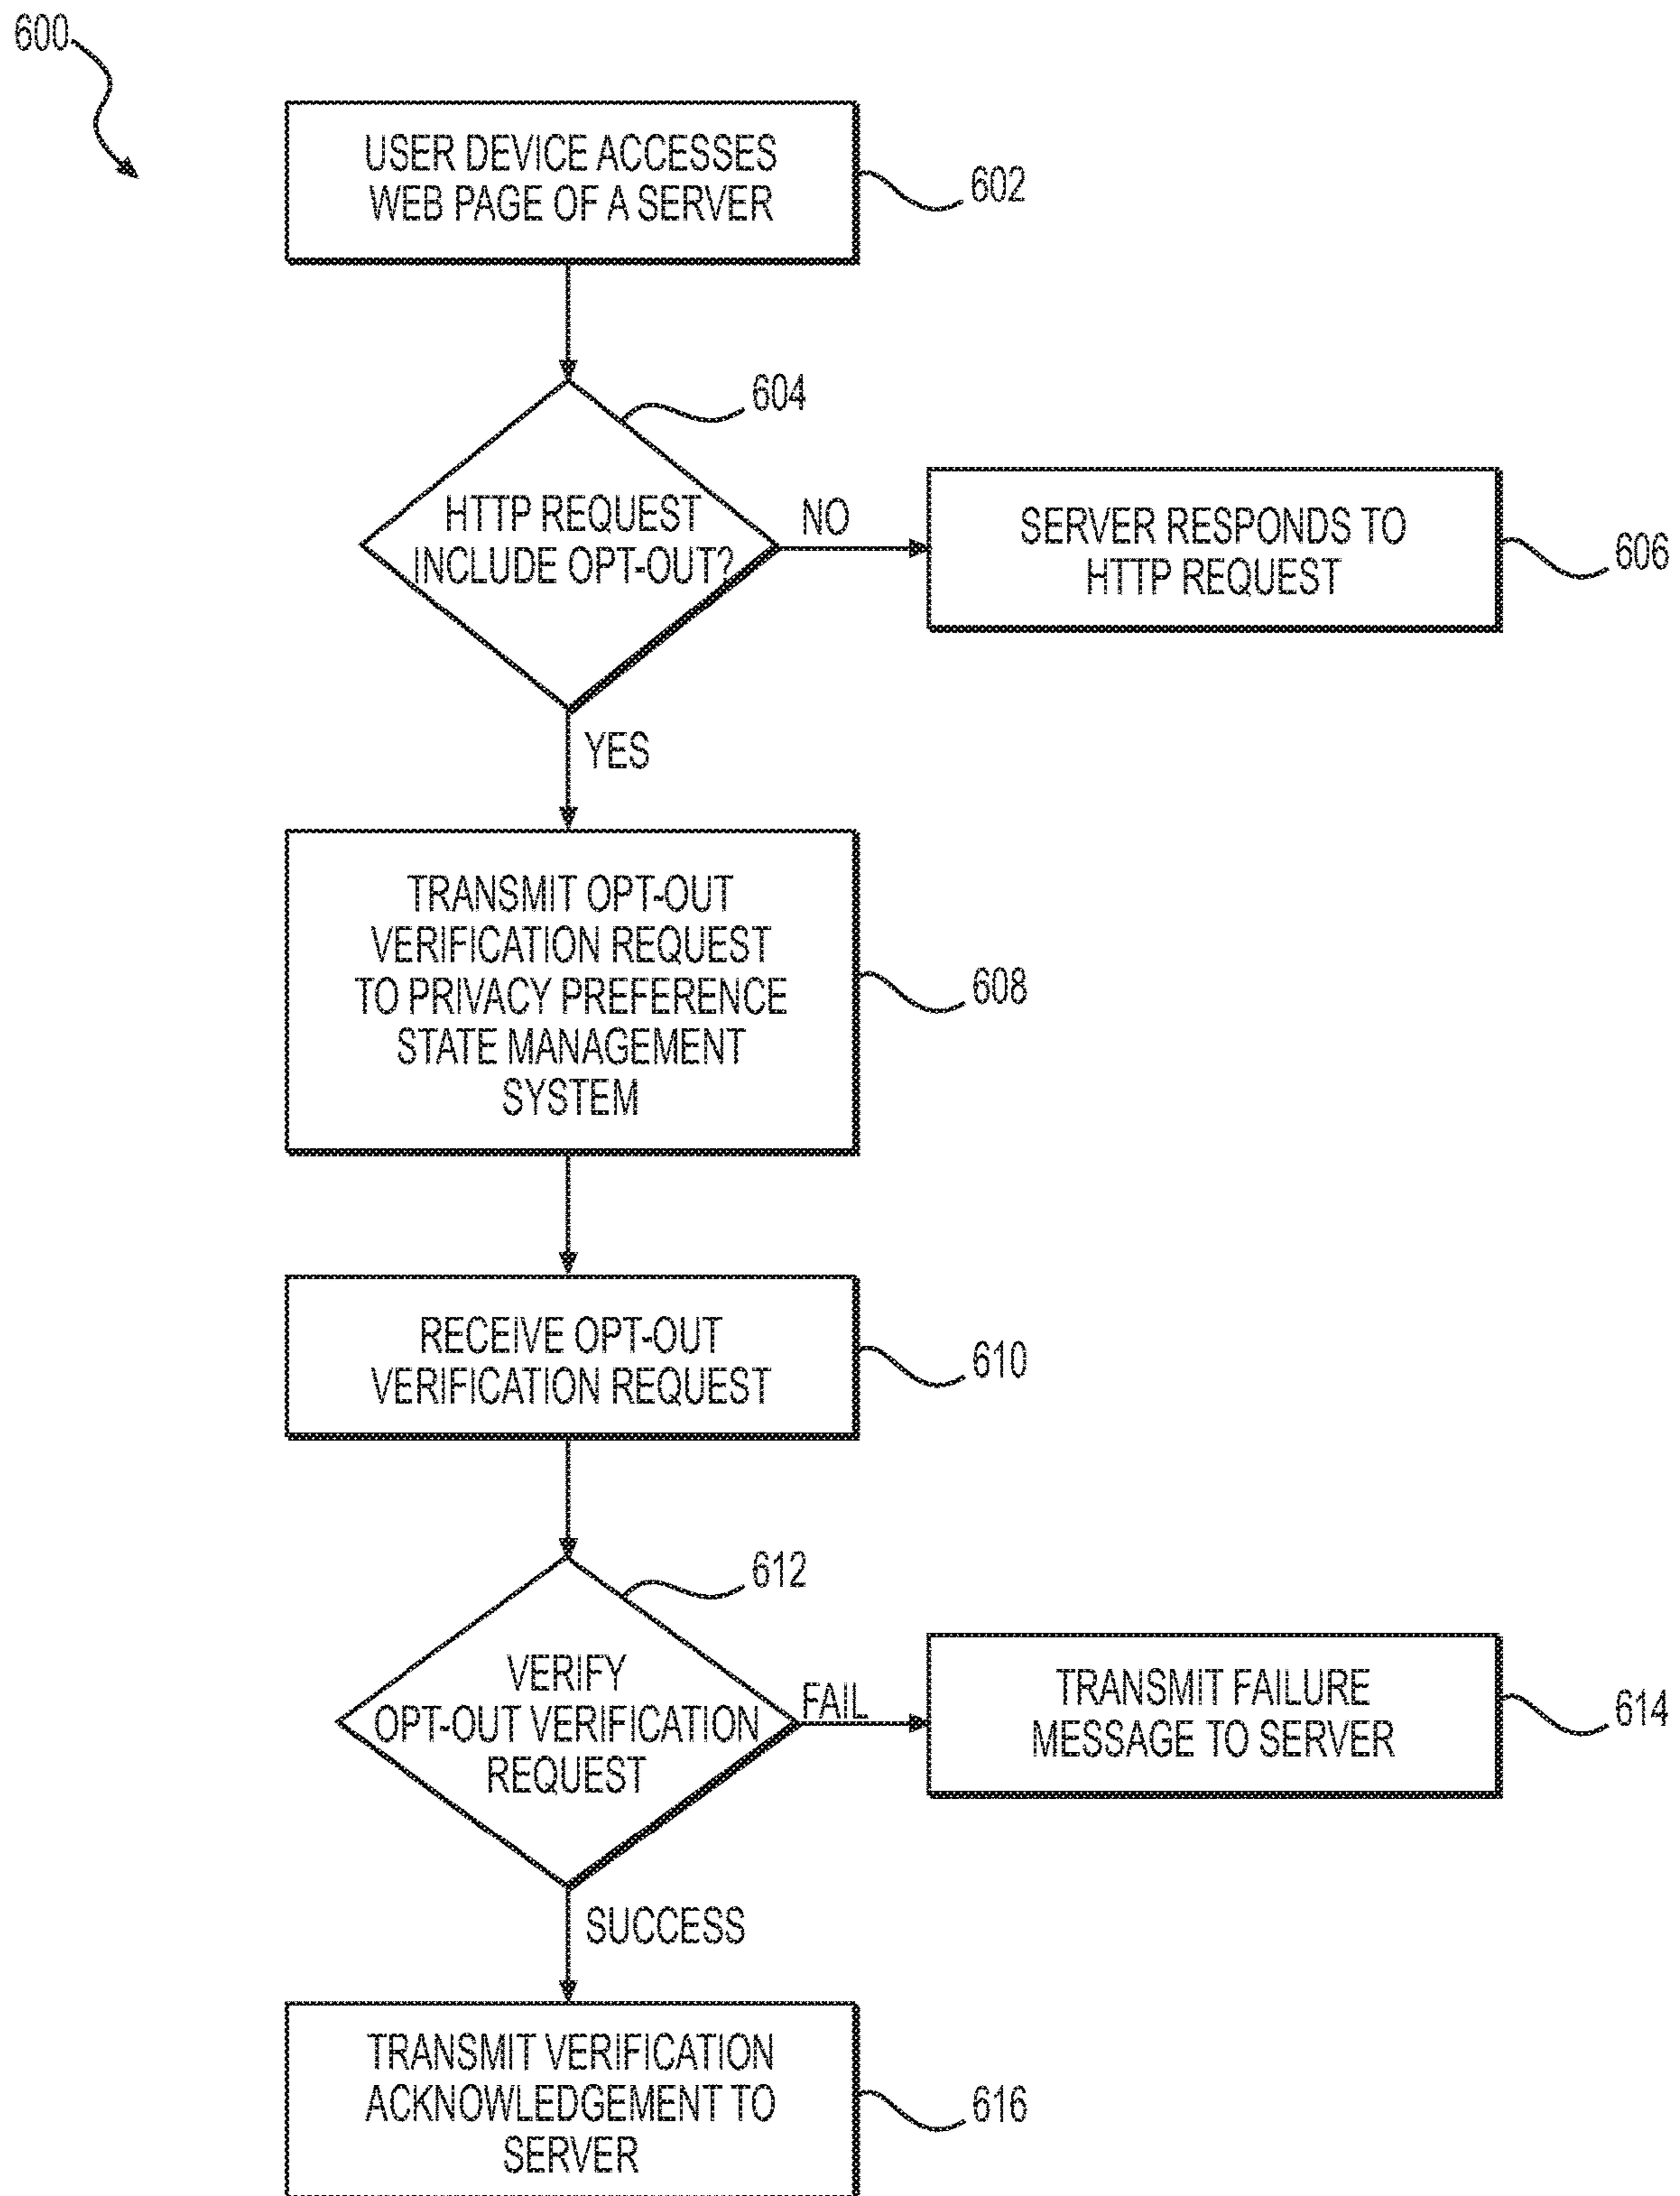 600
USER DEVICE ACCESSES
WEB PAGE OF A SERVER
602
604
HTTP REQUEST
INCLUDE OPT-OUT?
NO
SERVER RESPONDS TO
HTTP REQUEST
606
YES
TRANSMIT OPT-OUT
VERIFICATION REQUEST
TO PRIVACY PREFERENCE
STATE MANAGEMENT
SYSTEM
608
RECEIVE OPT-OUT
VERIFICATION REQUEST
610
612
VERIFY
OPT-OUT VERIFICATION
REQUEST
FAIL
TRANSMIT FAILURE
MESSAGE TO SERVER
614
SUCCESS
TRANSMIT VERIFICATION
ACKNOWLEDGEMENT TO
SERVER
616